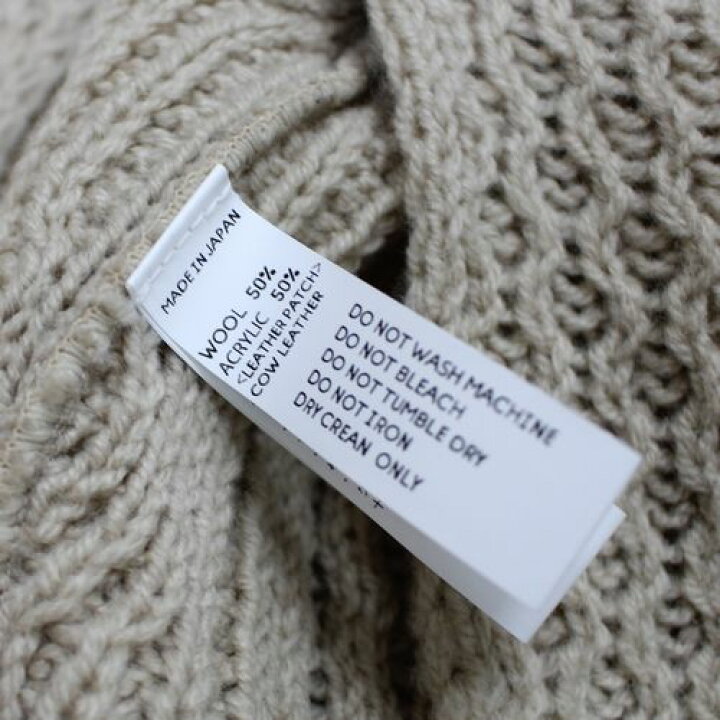 MADE IN JAPAN
WOOL 50%
ACRYLIC 50%
<LEATHER PATCH>
COW LEATHER
DO NOT WASH MACHINE
DO NOT BLEACH
DO NOT TUMBLE DRY
DO NOT IRON
DRY CREAN ONLY